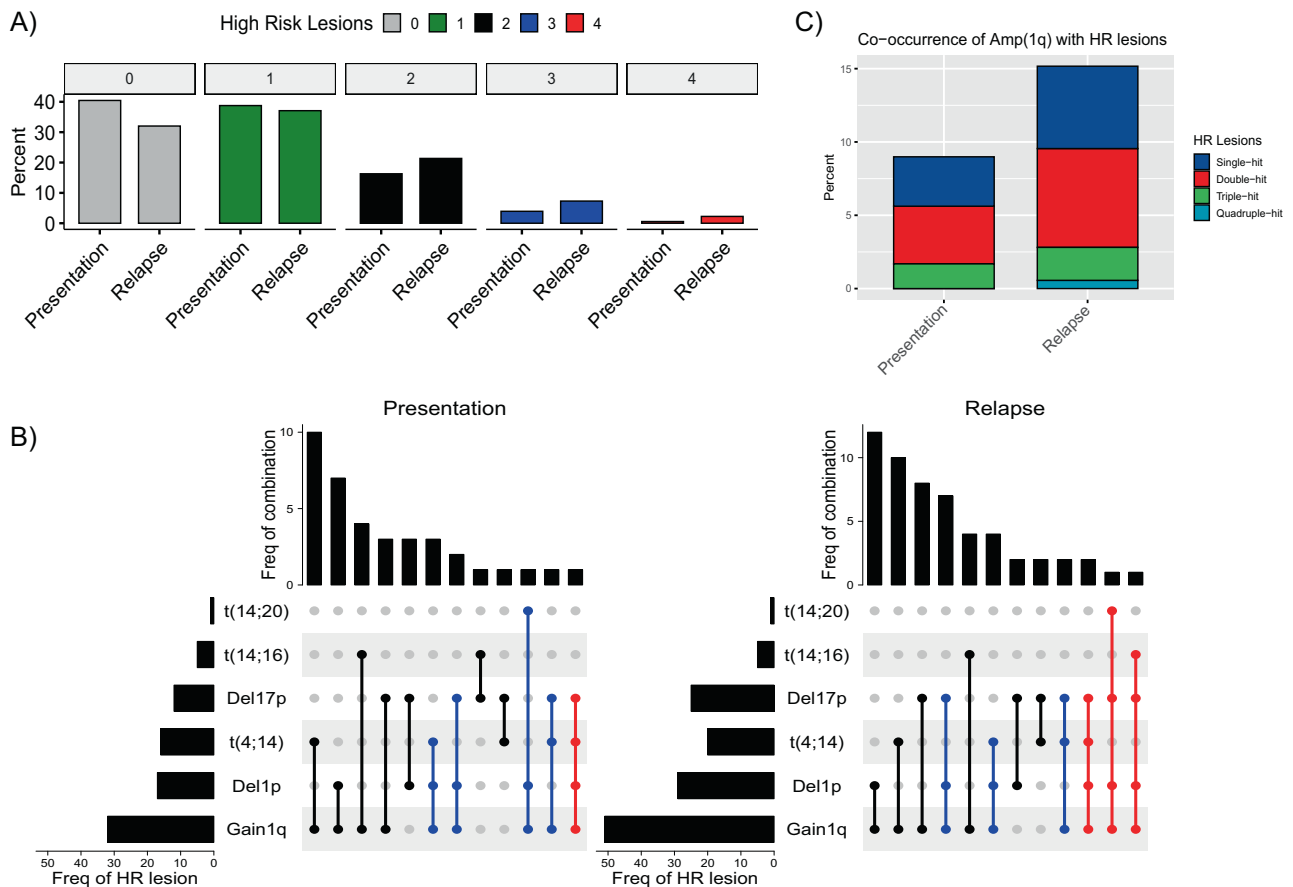 A)
High Risk Lesions 0 1 2 3 4
0 1 2 3 4
Percent
40
30
20
10
0
Presentation Relapse Presentation Relapse Presentation Relapse Presentation Relapse Presentation Relapse
C)
Co-occurrence of Amp(1q) with HR lesions
Percent
15
10
5
0
Presentation Relapse
HR Lesions
Single-hit
Double-hit
Triple-hit
Quadruple-hit
B)
Presentation
Freq of combination
10
5
0
t(14;20)
t(14;16)
Del17p
t(4;14)
Del1p
Gain1q
50 40 30 20 10 0
Freq of HR lesion
Relapse
Freq of combination
10
5
0
t(14;20)
t(14;16)
Del17p
t(4;14)
Del1p
Gain1q
50 40 30 20 10 0
Freq of HR lesion